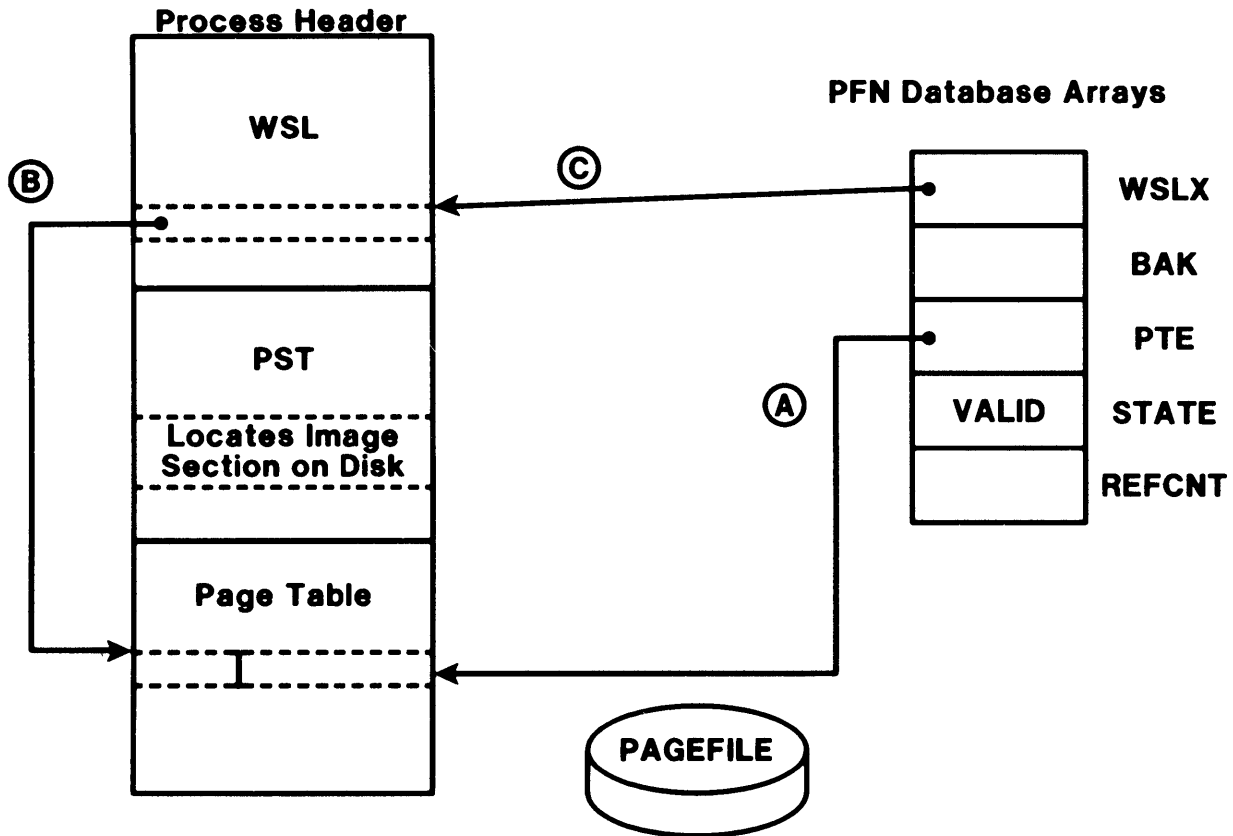 Process Header
WSL
PFN Database Arrays
B
C
WSLX
BAK
PTE
VALID
STATE
REFCNT
A
PST
Locates Image
Section on Disk
Page Table
PAGEFILE